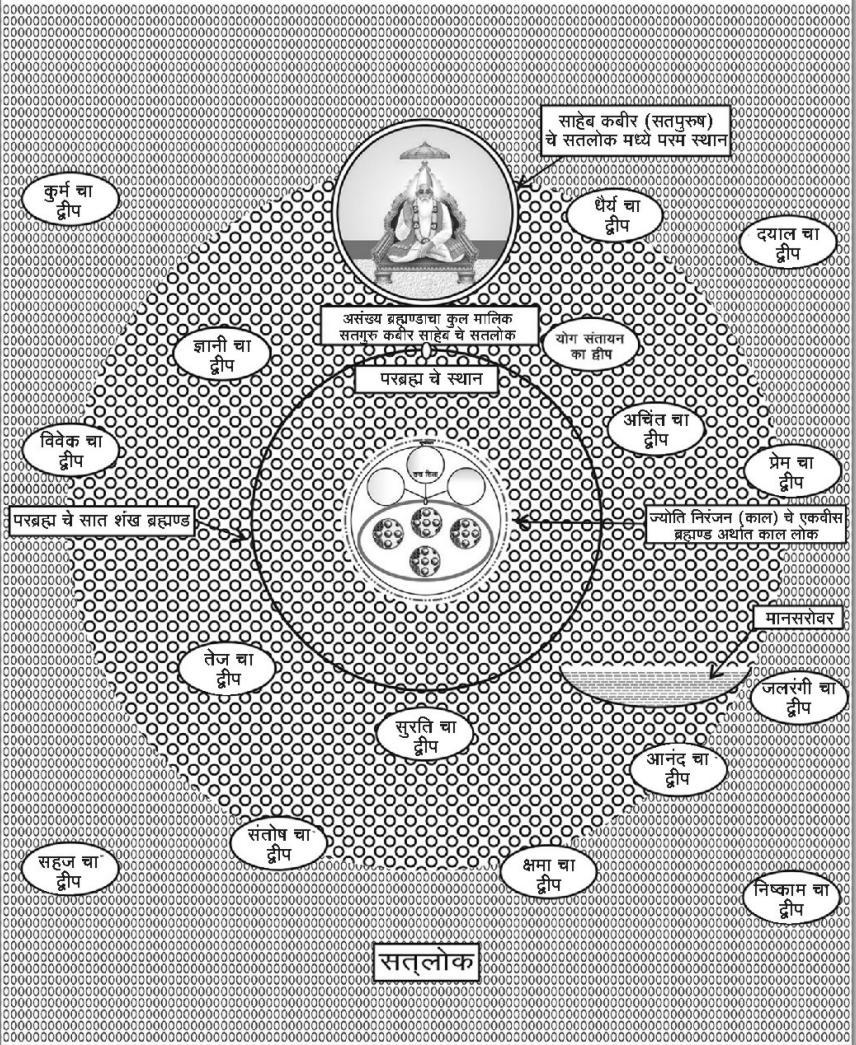 साहेब कबीर (सतपुरुष)
चे सतलोक मध्ये परम स्थान
कुर्म चा
द्वीप
धैर्य चा
द्वीप
दयाल चा
द्वीप
असंख्य ब्रह्मण्डाचा कुल मालिक
सतगुरु कबीर साहेब चे सतलोक
ज्ञानी चा
द्वीप
योग संतायन
का द्वीप
परब्रह्म चे स्थान
अचिंत चा
द्वीप
विवेक चा
द्वीप
प्रेम चा
द्वीप
परब्रह्म चे सात शंख ब्रह्मण्ड
ज्योति निरंजन (काल) चे एकवीस
ब्रह्मण्ड अर्थात काल लोक
मानसरोवर
तेज चा
द्वीप
जलरंगी चा
द्वीप
सुरति चा
द्वीप
आनंद चा
द्वीप
संतोष चा
द्वीप
सहज चा
द्वीप
क्षमा चा
द्वीप
निष्काम चा
द्वीप
सत्लोक